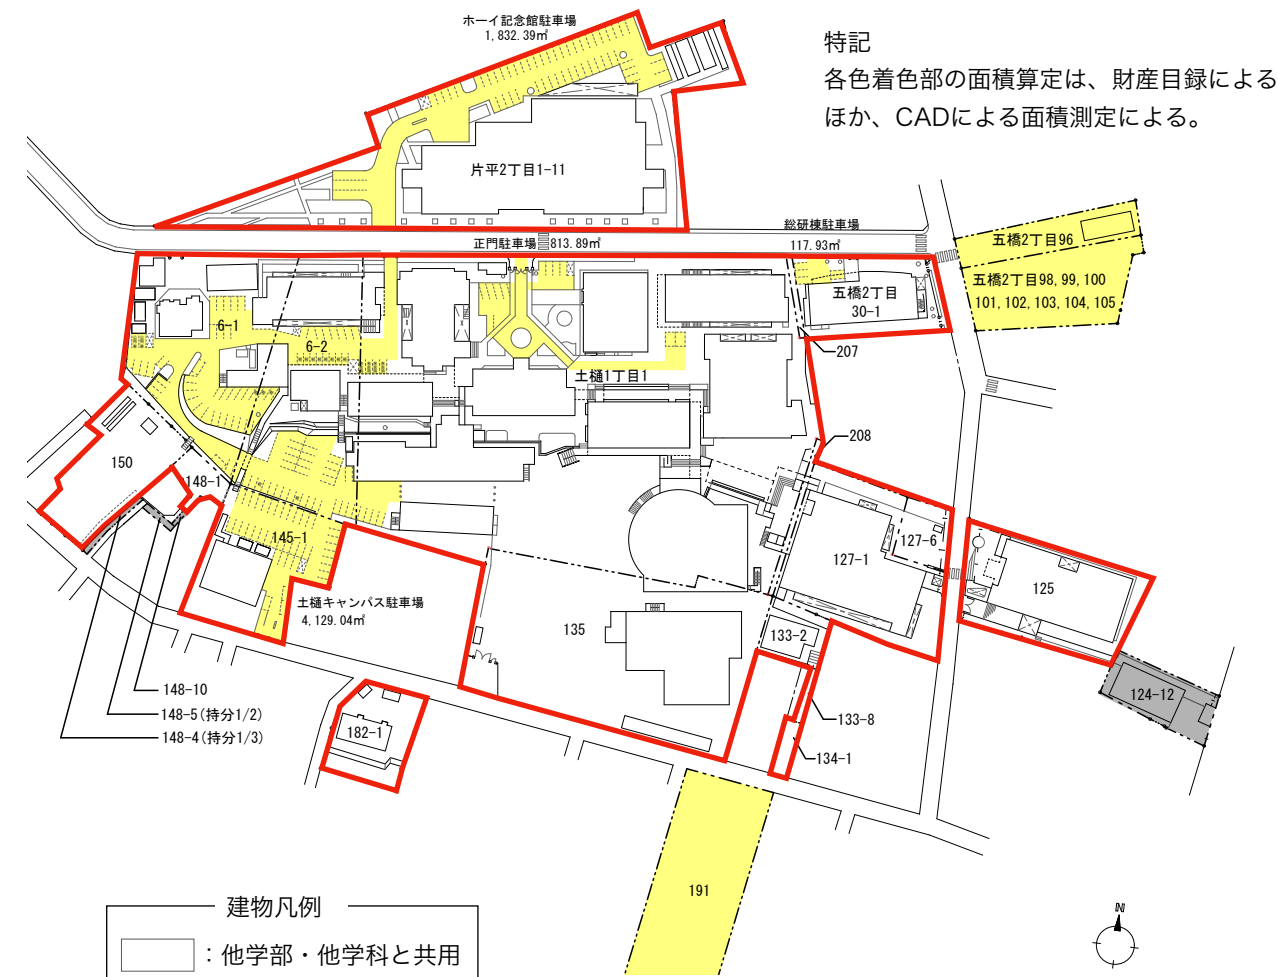 ホーイ記念館駐車場
1,832.39㎡
特記
各色着色部の面積算定は、財産目録による
ほか、CADによる面積測定による。
片平2丁目1-11
総研棟駐車場
正門駐車場 813.89㎡
117.93㎡
五橋2丁目96
五橋2丁目98,99,100
101,102,103,104,105
五橋2丁目
30-1
6-1
6-2
207
土樋1丁目1
208
150
148-1
145-1
127-6
127-1
125
土樋キャンパス駐車場
4,129.04㎡
135
133-2
148-10
148-5(持分1/2)
148-4(持分1/3)
182-1
133-8
134-1
124-12
191
建物凡例
：他学部・他学科と共用
N